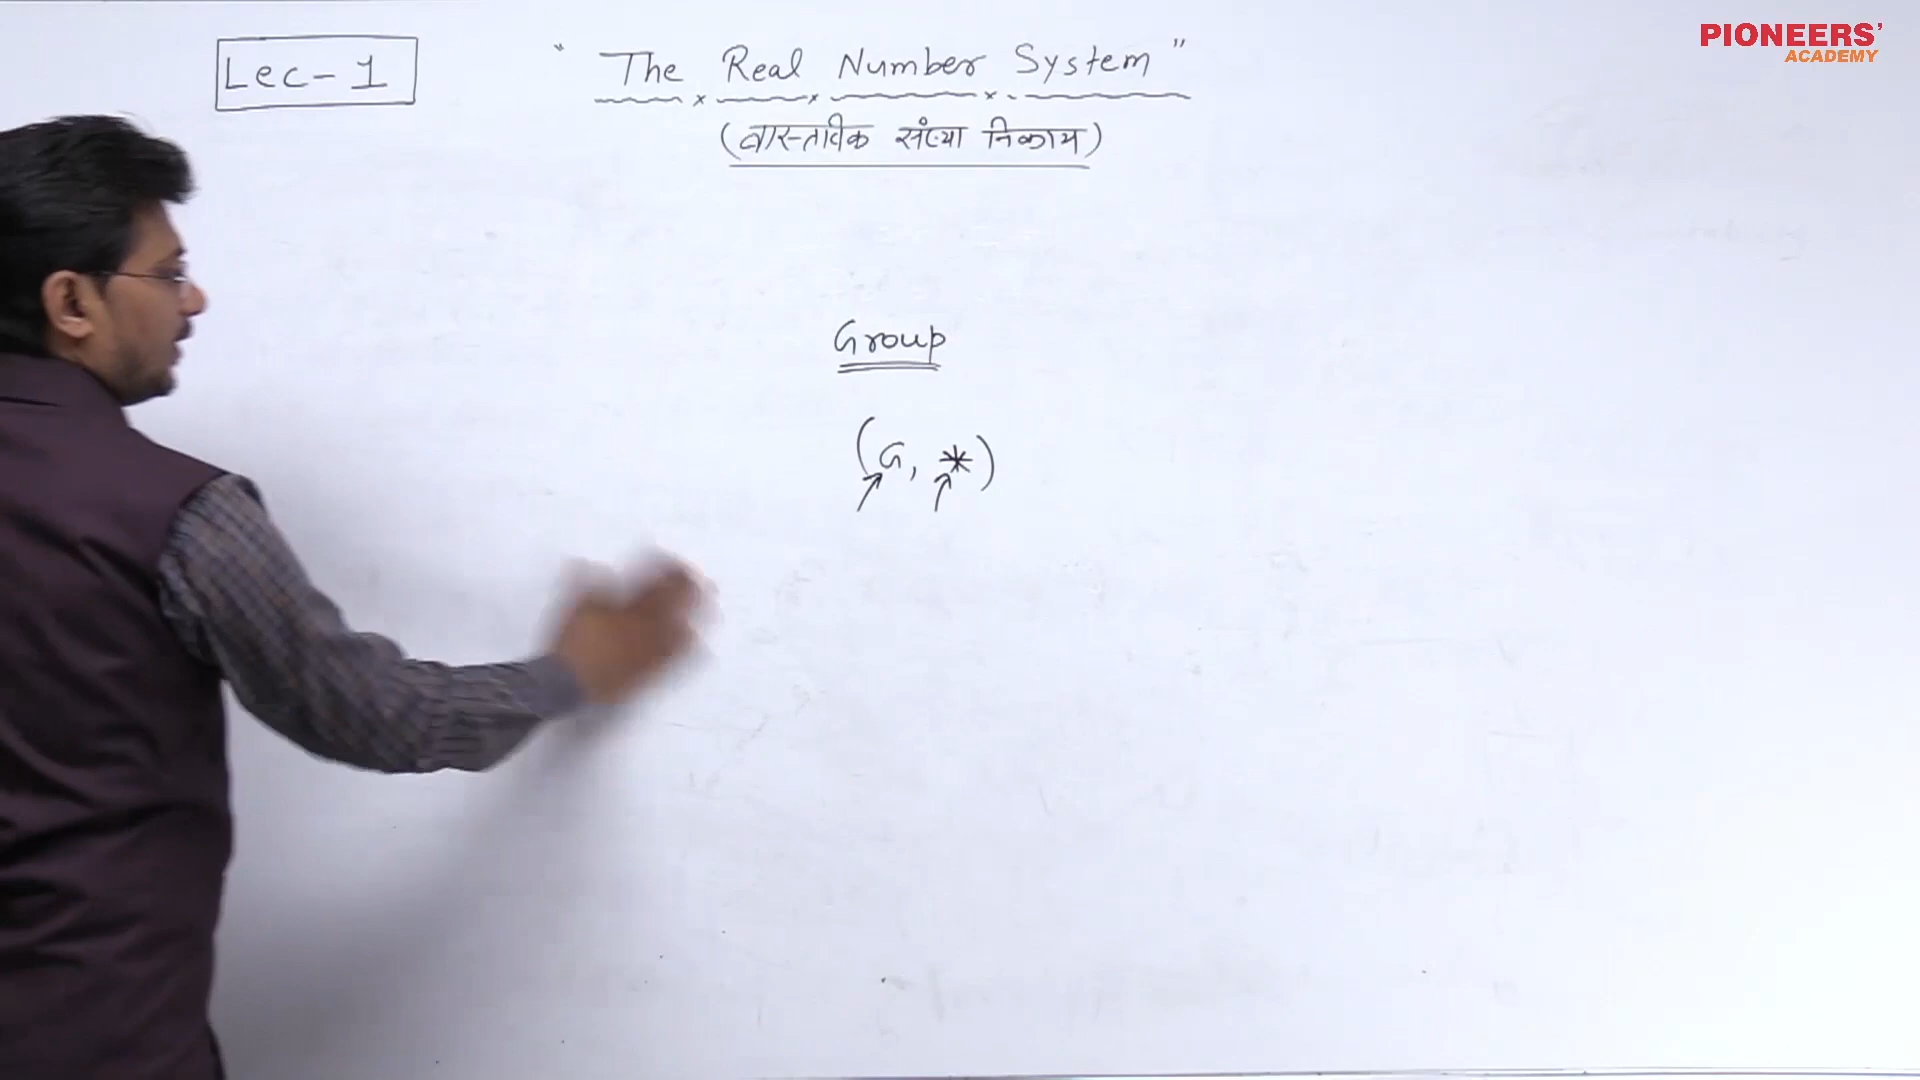 PIONEERS'
ACADEMY
Lec-1
" The Real Number System "
(वास्तविक संख्या निकाय)
Group
(G, *)